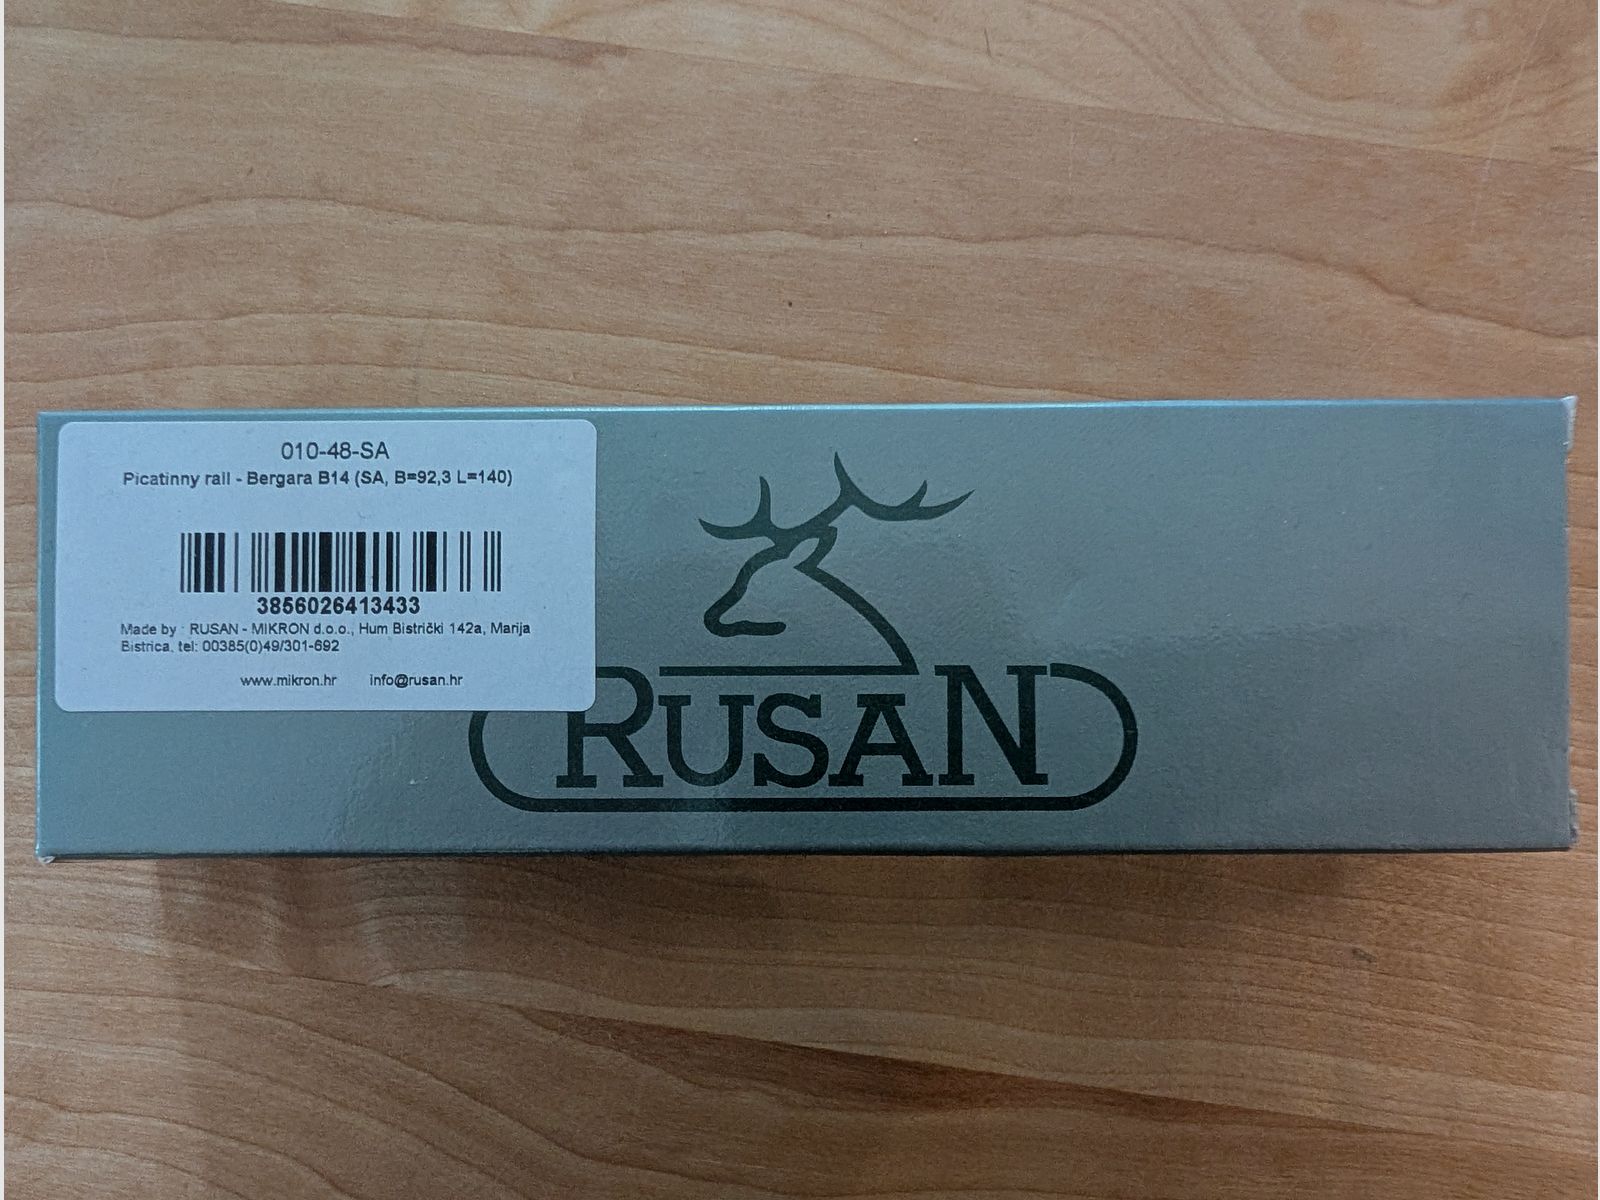 010-48-SA
Picatinny rail - Bergara B14 (SA, B=92,3 L=140)
3856026413433
Made by : RUSAN - MIKRON d.o.o., Hum Bistrički 142a, Marija
Bistrica, tel: 00385(0)49/301-692
www.mikron.hr info@rusan.hr
RUSAN